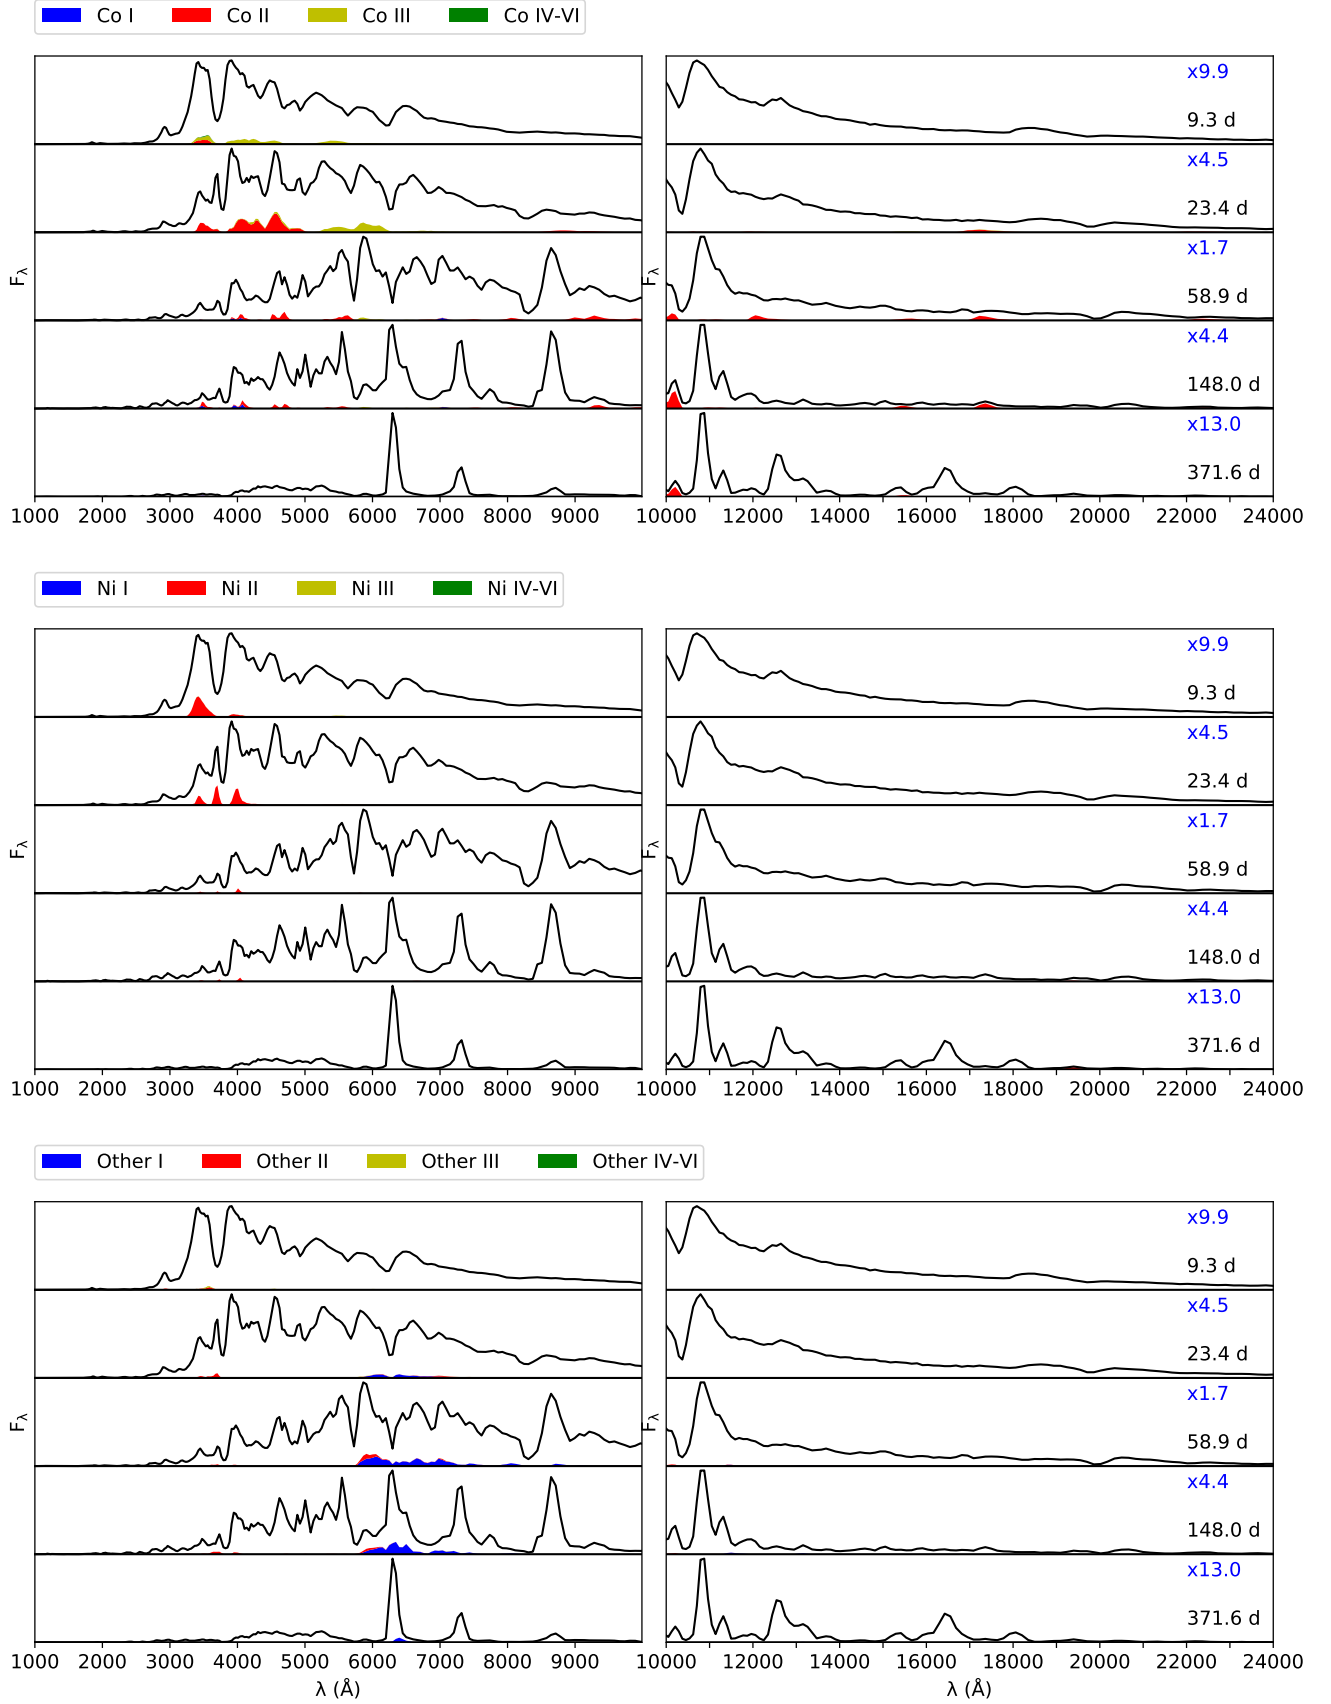 Co I Co II Co III Co IV-VI
x9.9
9.3 d
x4.5
23.4 d
x1.7
58.9 d
x4.4
148.0 d
x13.0
371.6 d
Fλ Fλ
1000 2000 3000 4000 5000 6000 7000 8000 9000 10000 12000 14000 16000 18000 20000 22000 24000
Ni I Ni II Ni III Ni IV-VI
x9.9
9.3 d
x4.5
23.4 d
x1.7
58.9 d
x4.4
148.0 d
x13.0
371.6 d
Fλ Fλ
1000 2000 3000 4000 5000 6000 7000 8000 9000 10000 12000 14000 16000 18000 20000 22000 24000
Other I Other II Other III Other IV-VI
x9.9
9.3 d
x4.5
23.4 d
x1.7
58.9 d
x4.4
148.0 d
x13.0
371.6 d
Fλ Fλ
1000 2000 3000 4000 5000 6000 7000 8000 9000 10000 12000 14000 16000 18000 20000 22000 24000
λ (Å) λ (Å)